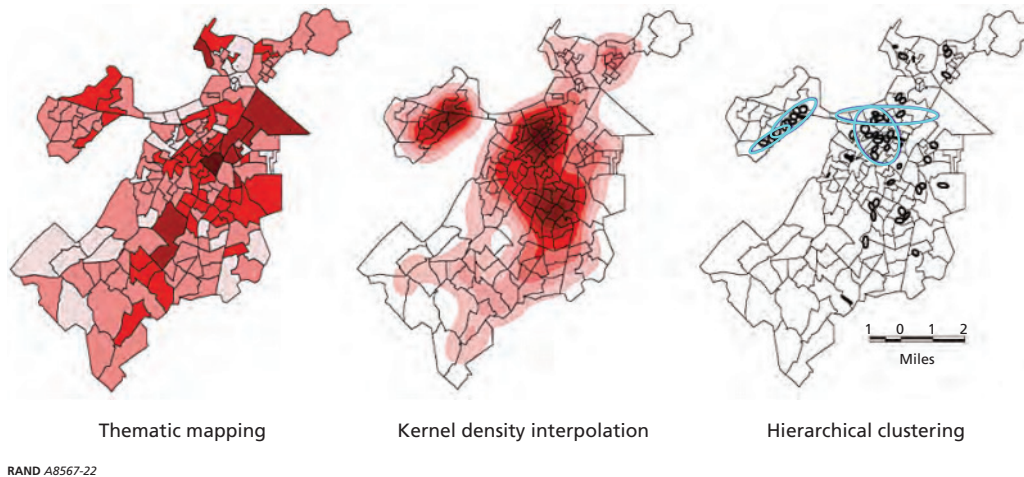 1 0 1 2
Miles
Thematic mapping
Kernel density interpolation
Hierarchical clustering
RAND A8567-22